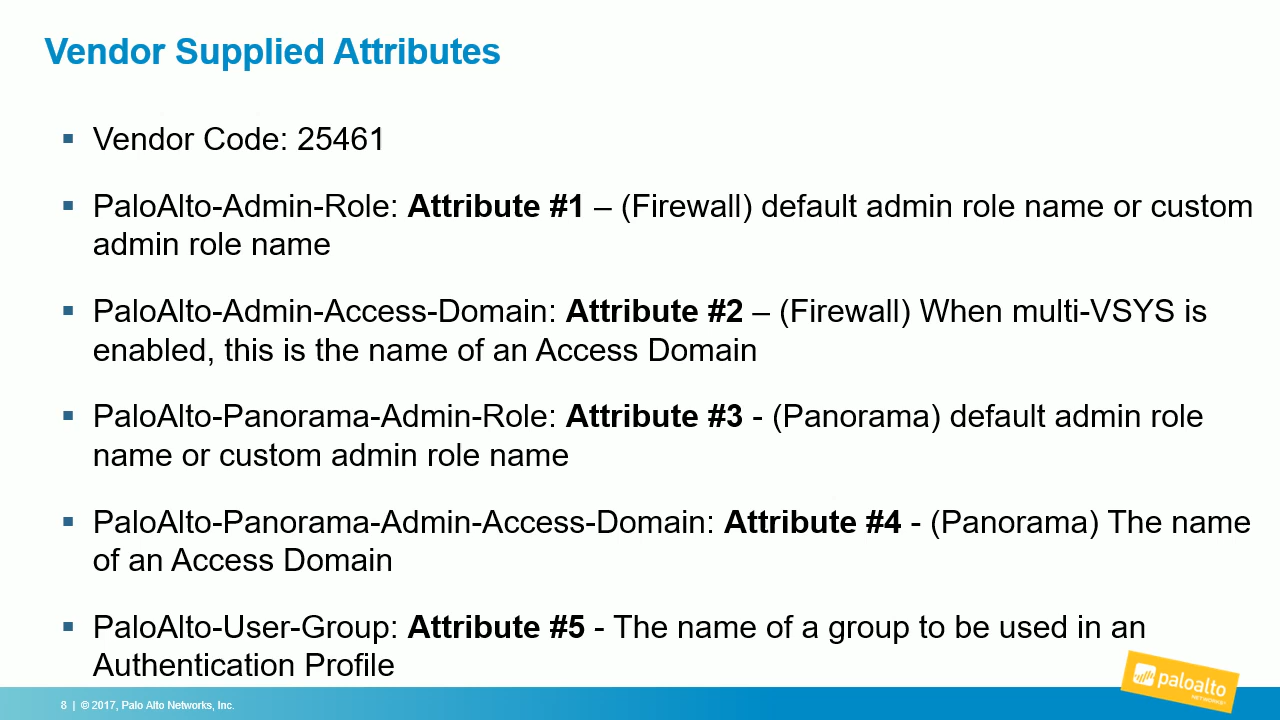 Vendor Supplied Attributes
▪ Vendor Code: 25461
▪ PaloAlto-Admin-Role: Attribute #1 – (Firewall) default admin role name or custom
admin role name
▪ PaloAlto-Admin-Access-Domain: Attribute #2 – (Firewall) When multi-VSYS is
enabled, this is the name of an Access Domain
▪ PaloAlto-Panorama-Admin-Role: Attribute #3 - (Panorama) default admin role
name or custom admin role name
▪ PaloAlto-Panorama-Admin-Access-Domain: Attribute #4 - (Panorama) The name
of an Access Domain
▪ PaloAlto-User-Group: Attribute #5 - The name of a group to be used in an
Authentication Profile
paloalto
NETWORKS
8 | © 2017, Palo Alto Networks, Inc.